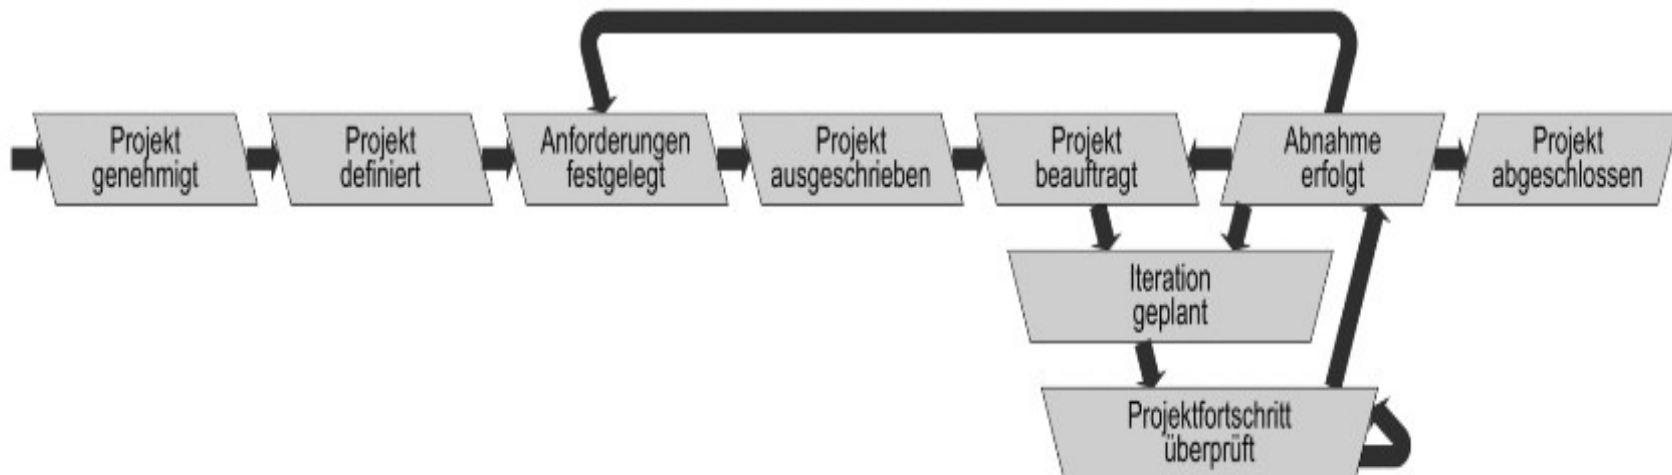 Projekt
genehmigt
Projekt
definiert
Anforderungen
festgelegt
Projekt
ausgeschrieben
Projekt
beauftragt
Abnahme
erfolgt
Projekt
abgeschlossen
Iteration
geplant
Projektfortschritt
überprüft